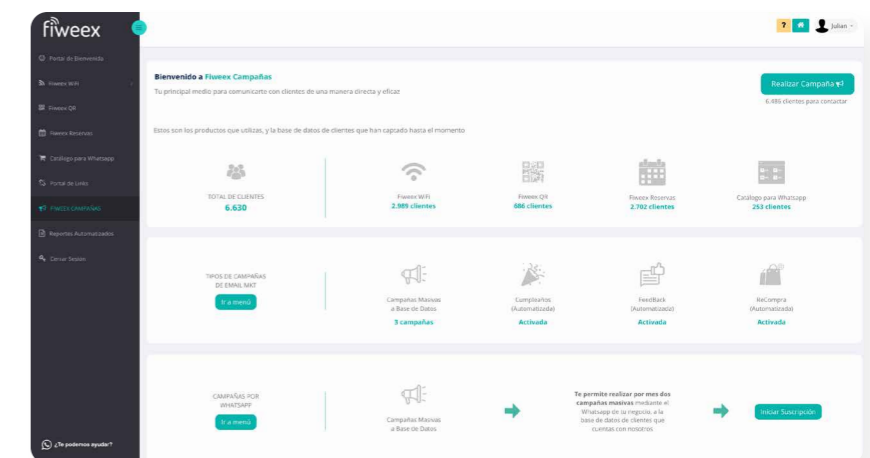 fiweex
?
Julian
Portal de Bienvenida
Fiweex WiFi
Fiweex QR
Fiweex Reservas
Catálogo para Whatsapp
Portal de Links
FIWEEX CAMPAÑAS
Reportes Automatizados
Cerrar Sesión
¿Te podemos ayudar?
Bienvenido a Fiweex Campañas
Tu principal medio para comunicarte con clientes de una manera directa y eficaz
Realizar Campaña
6.486 clientes para contactar
Estos son los productos que utilizas, y la base de datos de clientes que han captado hasta el momento
TOTAL DE CLIENTES
6.630
Fiweex WiFi
2.989 clientes
Fiweex QR
686 clientes
Fiweex Reservas
2.702 clientes
Catálogo para Whatsapp
253 clientes
TIPOS DE CAMPAÑAS
DE EMAIL MKT
Ir a menú
Campañas Masivas
a Base de Datos
3 campañas
Cumpleaños
(Automatizada)
Activada
FeedBack
(Automatizada)
Activada
ReCompra
(Automatizada)
Activada
CAMPAÑAS POR
WHATSAPP
Ir a menú
Campañas Masivas
a Base de Datos
Te permite realizar por mes dos
campañas masivas mediante el
Whatsapp de tu negocio, a la
base de datos de clientes que
cuentas con nosotros
Iniciar Suscripción